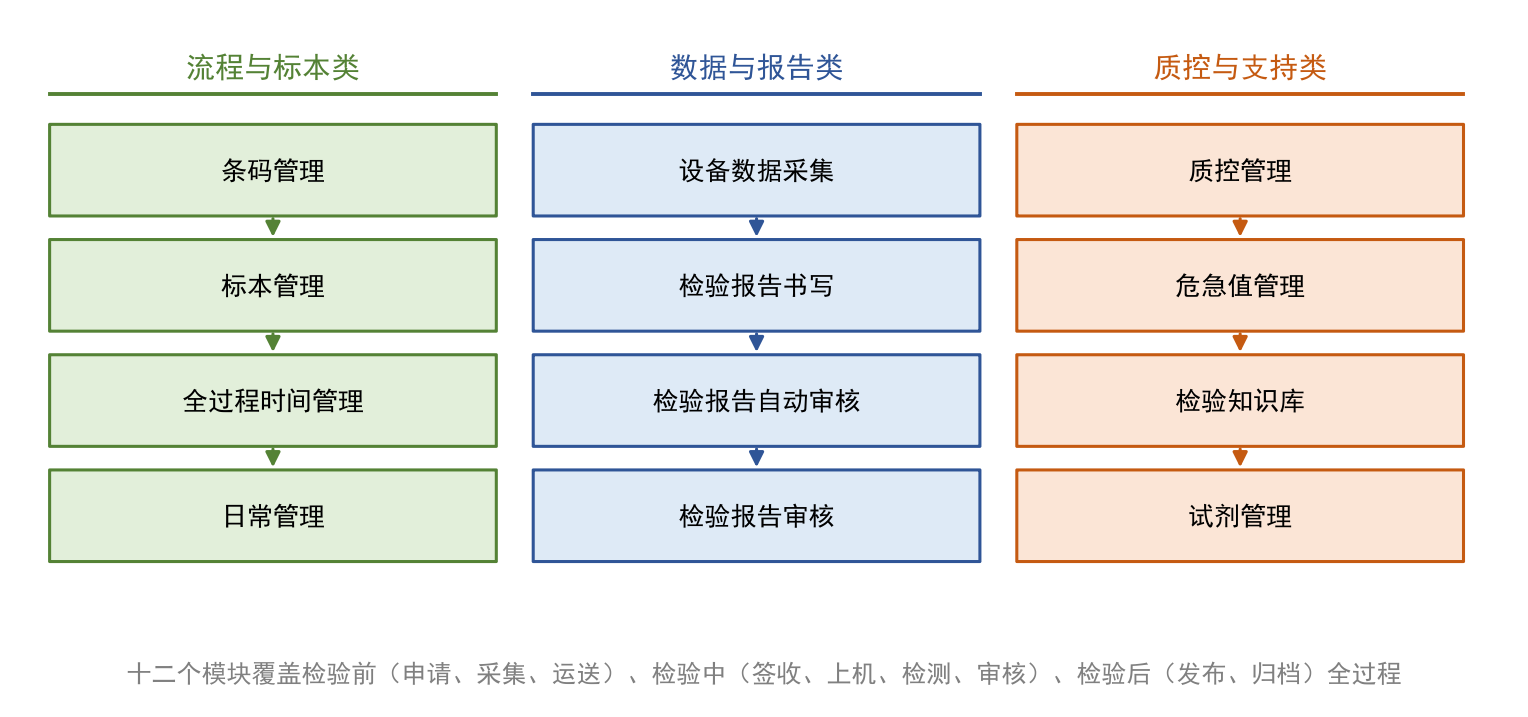 流程与标本类
条码管理
标本管理
全过程时间管理
日常管理
数据与报告类
设备数据采集
检验报告书写
检验报告自动审核
检验报告审核
质控与支持类
质控管理
危急值管理
检验知识库
试剂管理
十二个模块覆盖检验前（申请、采集、运送）、检验中（签收、上机、检测、审核）、检验后（发布、归档）全过程